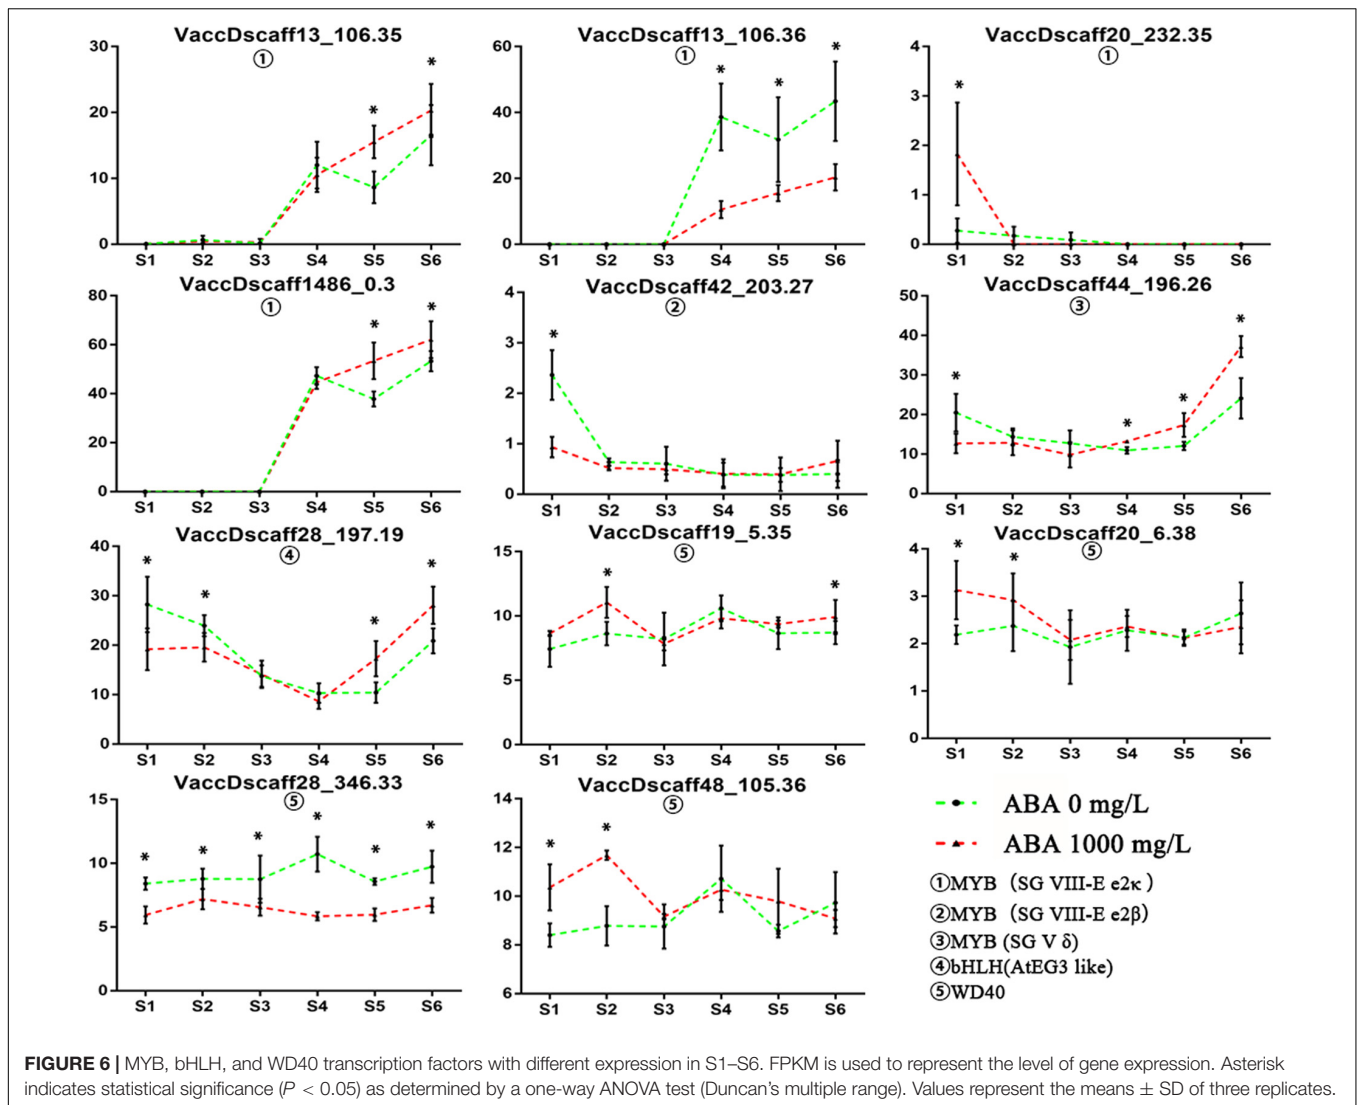 VaccDscaff13_106.35
①
*
*
30
20
10
0
S1 S2 S3 S4 S5 S6
VaccDscaff13_106.36
①
*
*
*
60
40
20
0
S1 S2 S3 S4 S5 S6
VaccDscaff20_232.35
①
*
4
3
2
1
0
S1 S2 S3 S4 S5 S6
VaccDscaff1486_0.3
①
*
*
80
60
40
20
0
S1 S2 S3 S4 S5 S6
VaccDscaff42_203.27
②
*
4
3
2
1
0
S1 S2 S3 S4 S5 S6
VaccDscaff44_196.26
③
*
*
*
*
50
40
30
20
10
0
S1 S2 S3 S4 S5 S6
VaccDscaff28_197.19
④
*
*
*
*
40
30
20
10
0
S1 S2 S3 S4 S5 S6
VaccDscaff19_5.35
⑤
*
*
15
10
5
0
S1 S2 S3 S4 S5 S6
VaccDscaff20_6.38
⑤
*
*
4
3
2
1
0
S1 S2 S3 S4 S5 S6
VaccDscaff28_346.33
⑤
*
*
*
*
*
*
15
10
5
0
S1 S2 S3 S4 S5 S6
VaccDscaff48_105.36
⑤
*
*
14
12
10
8
6
S1 S2 S3 S4 S5 S6
ABA 0 mg/L
ABA 1000 mg/L
①MYB (SG VIII-E e2κ)
②MYB (SG VIII-E e2β)
③MYB (SG V δ)
④bHLH(AtEG3 like)
⑤WD40
FIGURE 6 | MYB, bHLH, and WD40 transcription factors with different expression in S1–S6. FPKM is used to represent the level of gene expression. Asterisk
indicates statistical significance (P < 0.05) as determined by a one-way ANOVA test (Duncan's multiple range). Values represent the means ± SD of three replicates.